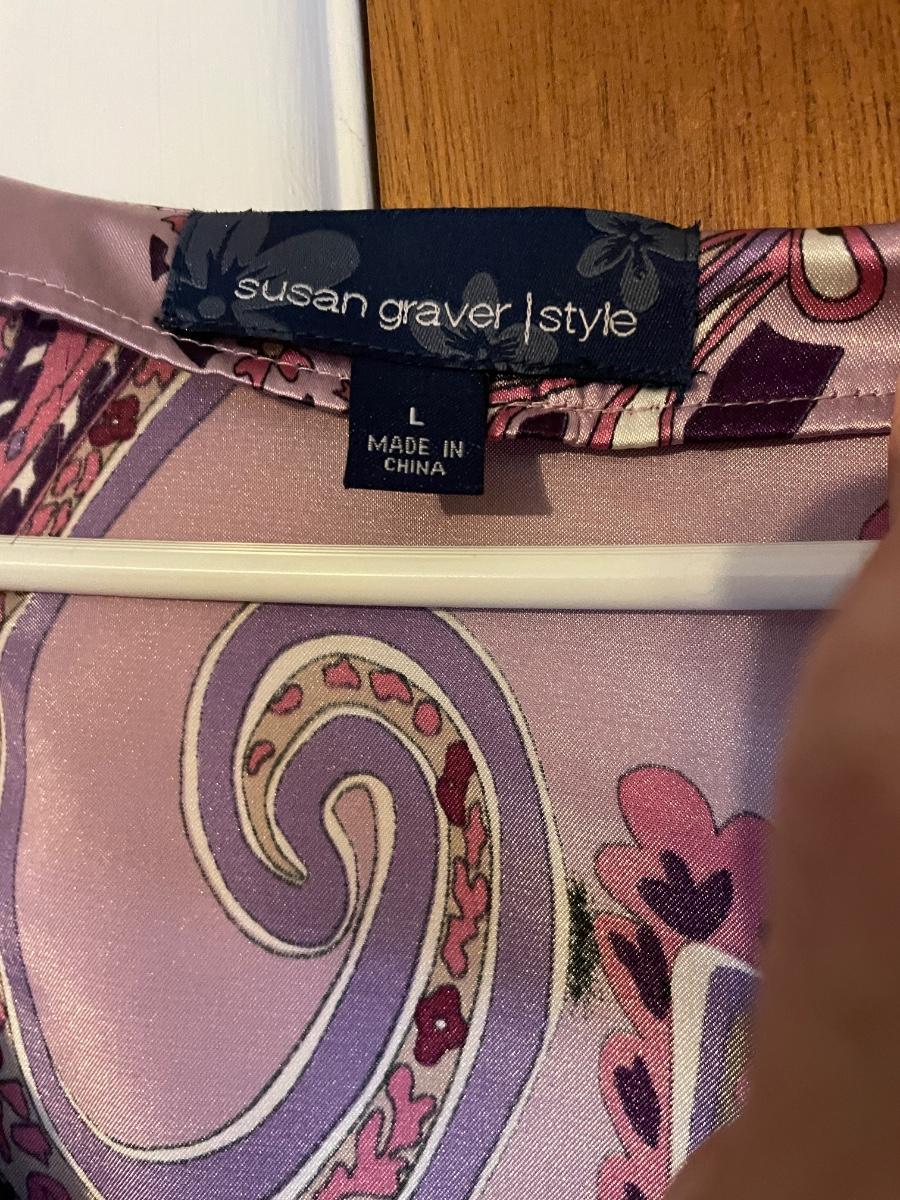 susan graver | style
L
MADE IN
CHINA